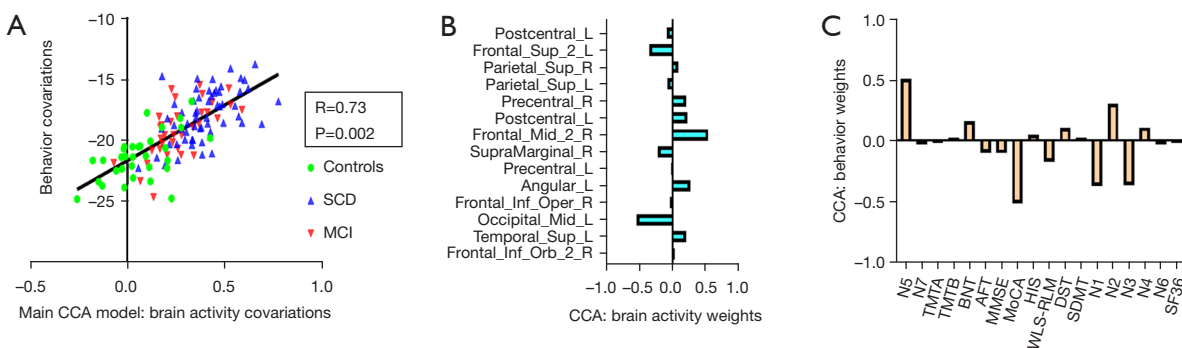 A
Behavior covariations
−10
−15
−20
−25
−0.5
0.0
0.5
1.0
Main CCA model: brain activity covariations
R=0.73
P=0.002
Controls
SCD
MCI
B
Postcentral_L
Frontal_Sup_2_L
Parietal_Sup_R
Parietal_Sup_L
Precentral_R
Postcentral_L
Frontal_Mid_2_R
SupraMarginal_R
Precentral_L
Angular_L
Frontal_Inf_Oper_R
Occipital_Mid_L
Temporal_Sup_L
Frontal_Inf_Orb_2_R
−1.0 −0.5 0.0 0.5 1.0
CCA: brain activity weights
C
CCA: behavior weights
1.0
0.5
0.0
−0.5
−1.0
N5
N7
TMTA
TMTB
BNT
AFT
MMSE
MoCA
HIS
WLS-RLM
DST
SDMT
N1
N2
N3
N4
N6
SF36